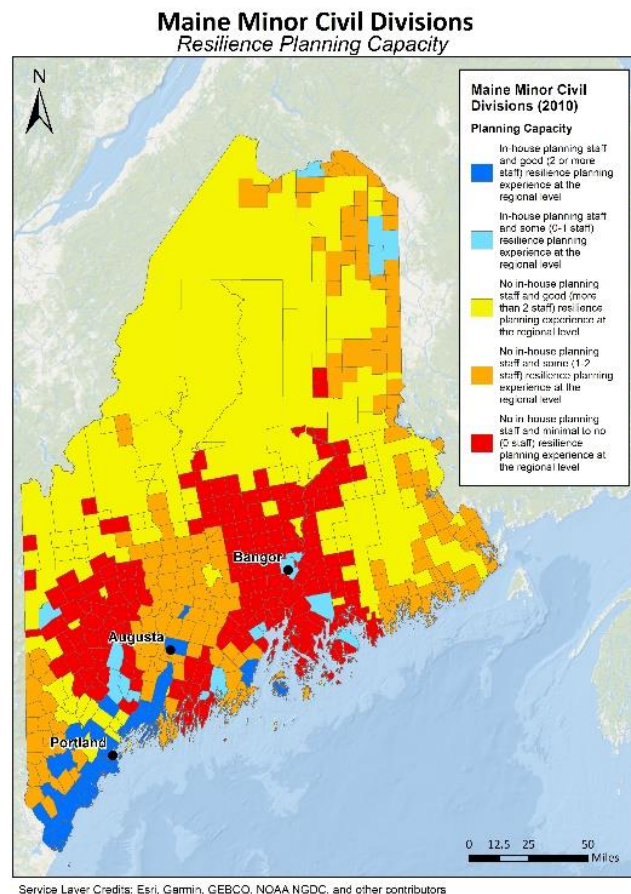 Maine Minor Civil Divisions
Resilience Planning Capacity
N
Maine Minor Civil
Divisions (2010)
Planning Capacity
In-house planning staff
and good (2 or more
staff) resilience planning
experience at the
regional level
In-house planning staff
and some (0-1 staff)
resilience planning
experience at the
regional level
No in-house planning
staff and good (more
than 2 staff) resilience
planning experience at
the regional level
No in-house planning
staff and some (1-2
staff) resilience planning
experience at the
regional level
No in-house planning
staff and minimal to no
(0 staff) resilience
planning experience at
the regional level
Bangor
Augusta
Portland
0 12.5 25 50
Miles
Service Layer Credits: Esri, Garmin, GEBCO, NOAA NGDC, and other contributors